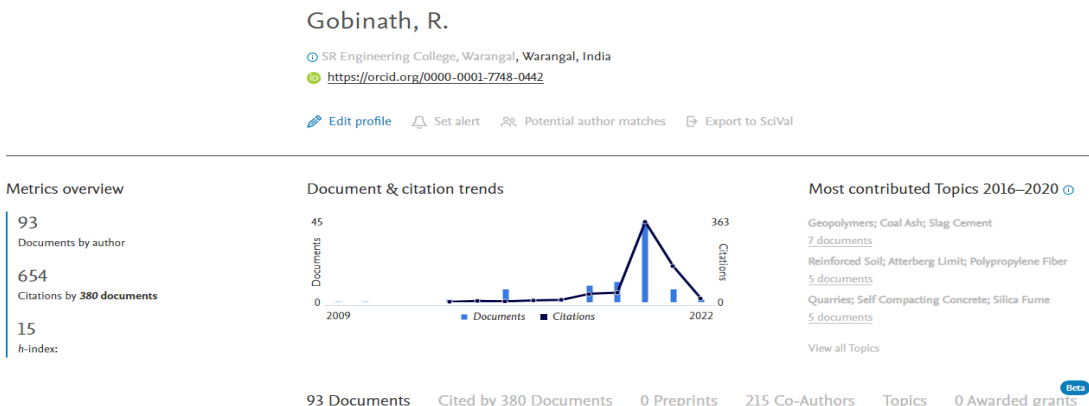 Gobinath, R.
SR Engineering College, Warangal, Warangal, India
iD https://orcid.org/0000-0001-7748-0442
Edit profile Set alert Potential author matches Export to SciVal
Metrics overview
93
Documents by author
654
Citations by 380 documents
15
h-index:
Document & citation trends
45
Documents
0
363
Citations
0
2009
2022
Documents Citations
Most contributed Topics 2016–2020
Geopolymers; Coal Ash; Slag Cement
7 documents
Reinforced Soil; Atterberg Limit; Polypropylene Fiber
5 documents
Quarries; Self Compacting Concrete; Silica Fume
5 documents
View all Topics
Beta
93 Documents Cited by 380 Documents 0 Preprints 215 Co-Authors Topics 0 Awarded grants